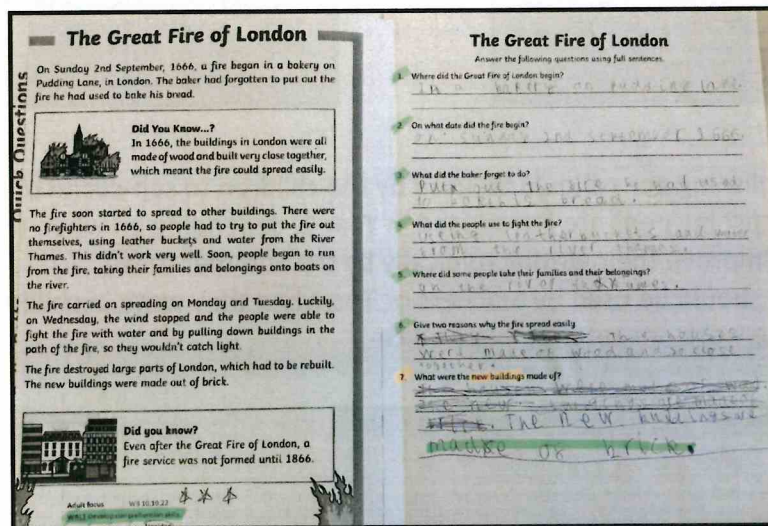 The Great Fire of London
On Sunday 2nd September, 1666, a fire began in a bakery on
Pudding Lane, in London. The baker had forgotten to put out the
fire he had used to bake his bread.
Did You Know...?
In 1666, the buildings in London were all
made of wood and built very close together,
which meant the fire could spread easily.
Quick Questions
The fire soon started to spread to other buildings. There were
no firefighters in 1666, so people had to try to put the fire out
themselves, using leather buckets and water from the River
Thames. This didn't work very well. Soon, people began to run
from the fire, taking their families and belongings onto boats on
the river.
The fire carried on spreading on Monday and Tuesday. Luckily,
on Wednesday, the wind stopped and the people were able to
fight the fire with water and by pulling down buildings in the
path of the fire, so they wouldn't catch light.
The fire destroyed large parts of London, which had to be rebuilt.
The new buildings were made out of brick.
Did you know?
Even after the Great Fire of London, a
fire service was not formed until 1866.
Adult focus
The Great Fire of London
Answer the following questions using full sentences.
1. Where did the Great Fire of London begin?
In a bakery on pudding
2. On what date did the fire begin?
sunday 2nd september 1666
3. What did the baker forget to do?
out the fire he had used
bread.
4. What did the people use to fight the fire?
using buckets and water
the river
5. Where did some people take their families and their belongings?
on the river
6. Give two reasons why the fire spread easily
the houses
were made of wood and so close
together.
7. What were the new buildings made of?
The new buildings
of brick.